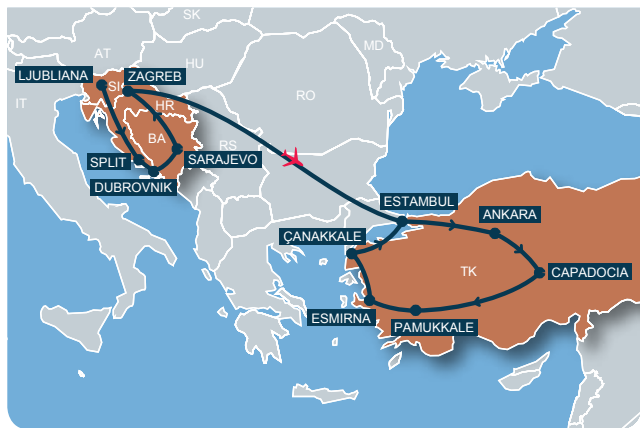 SK
MD
AT
HU
LJUBLIANA
ZAGREB
SI
IT
HR
RO
BA
RS
SPLIT
SARAJEVO
DUBROVNIK
ESTAMBUL
ANKARA
ÇANAKKALE
TK
CAPADOCIA
ESMIRNA
PAMUKKALE